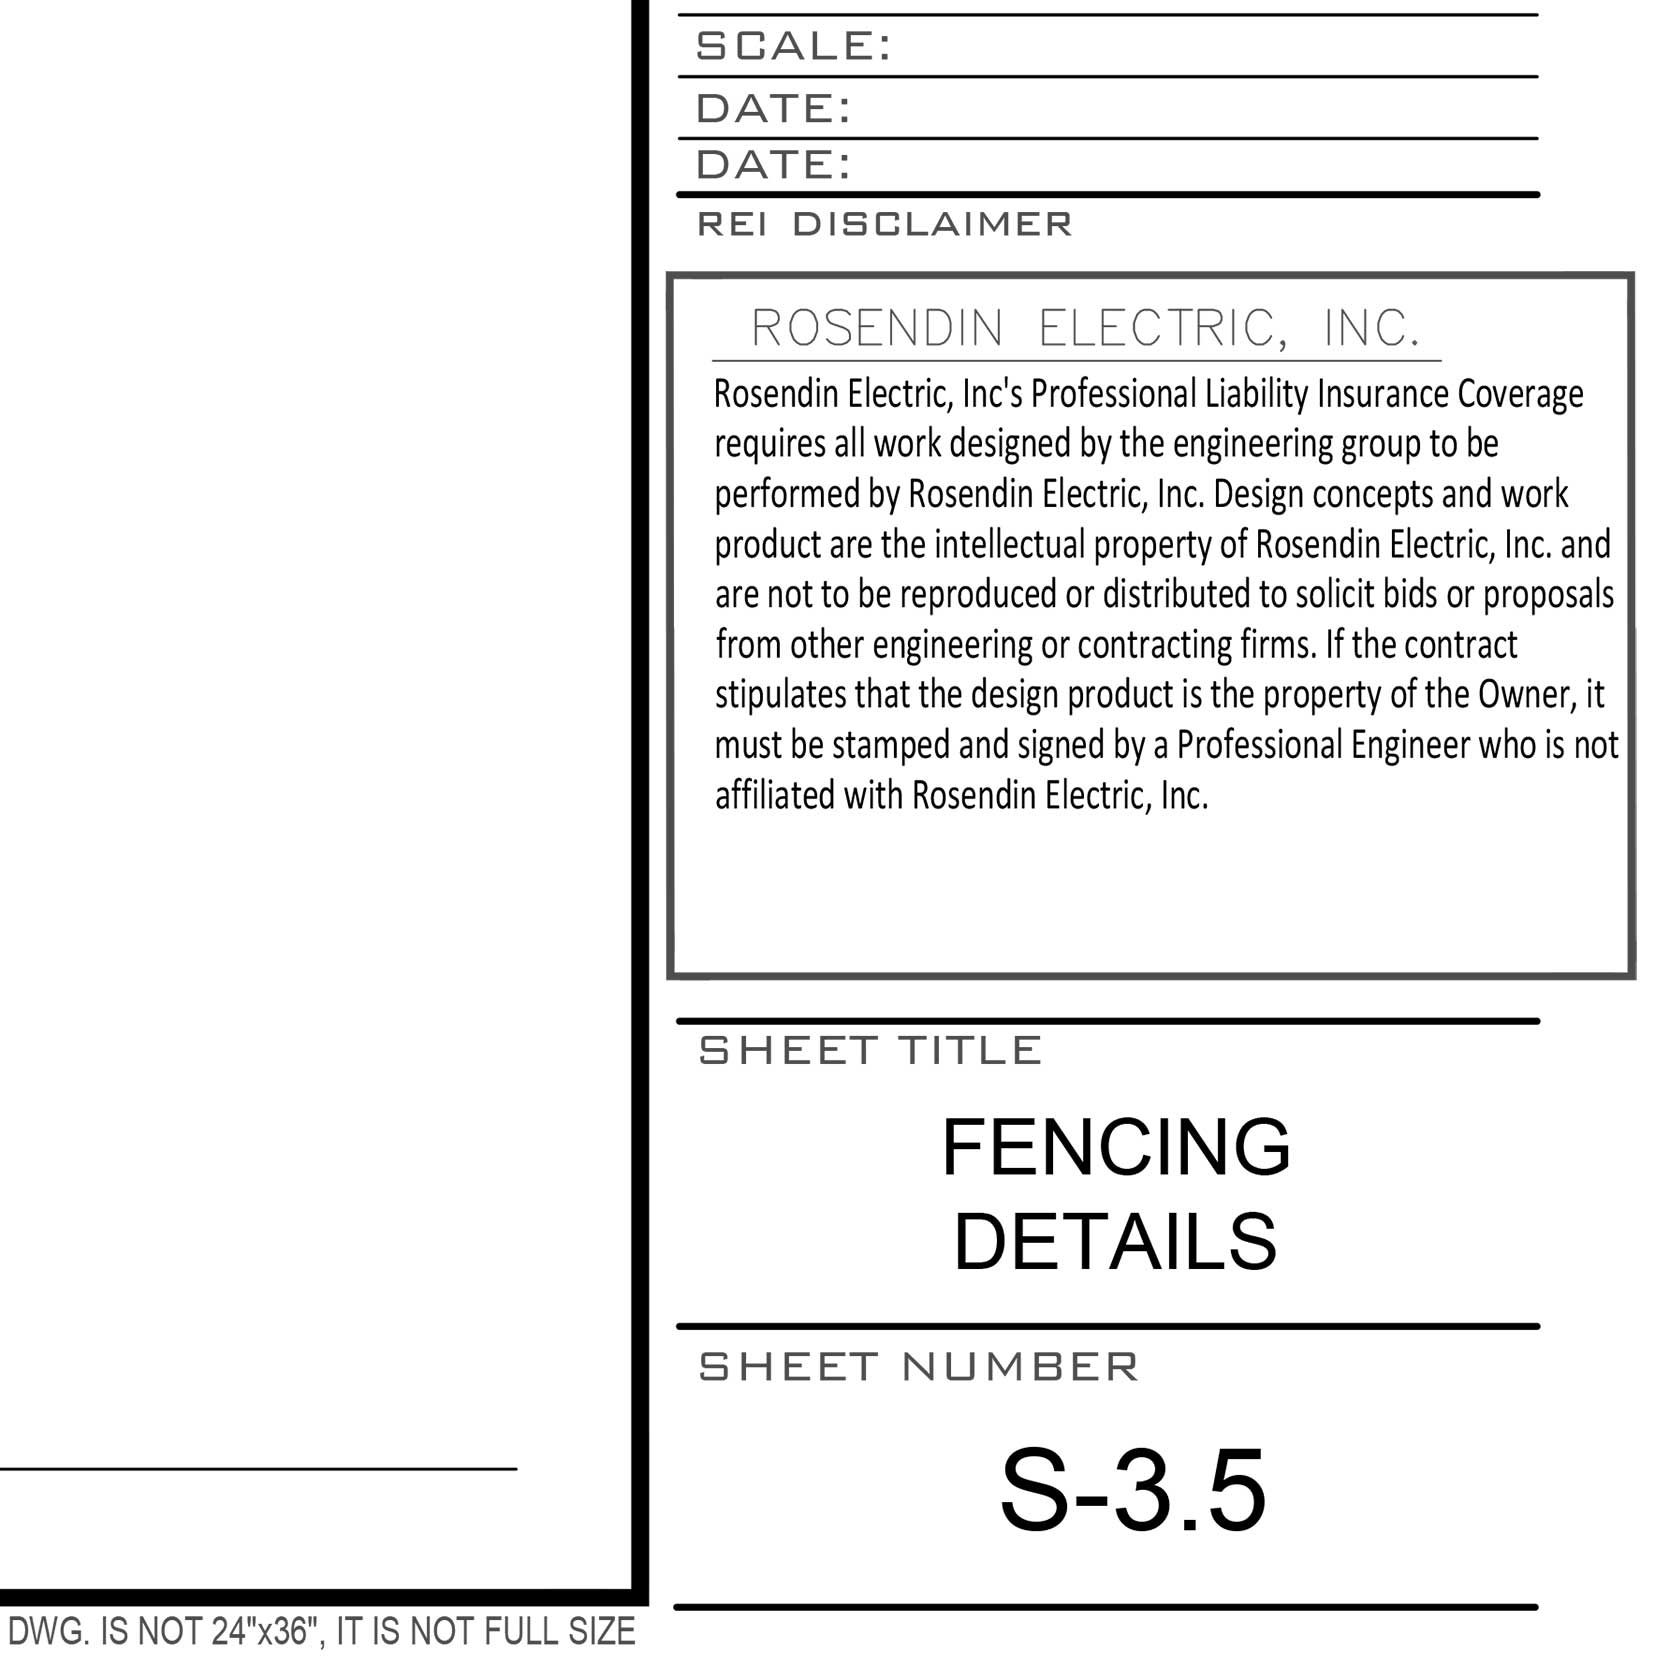 SCALE:
DATE:
DATE:
REI DISCLAIMER
ROSENDIN ELECTRIC, INC.
Rosendin Electric, Inc's Professional Liability Insurance Coverage
requires all work designed by the engineering group to be
performed by Rosendin Electric, Inc. Design concepts and work
product are the intellectual property of Rosendin Electric, Inc. and
are not to be reproduced or distributed to solicit bids or proposals
from other engineering or contracting firms. If the contract
stipulates that the design product is the property of the Owner, it
must be stamped and signed by a Professional Engineer who is not
affiliated with Rosendin Electric, Inc.
SHEET TITLE
FENCING
DETAILS
SHEET NUMBER
S-3.5
DWG. IS NOT 24"x36", IT IS NOT FULL SIZE